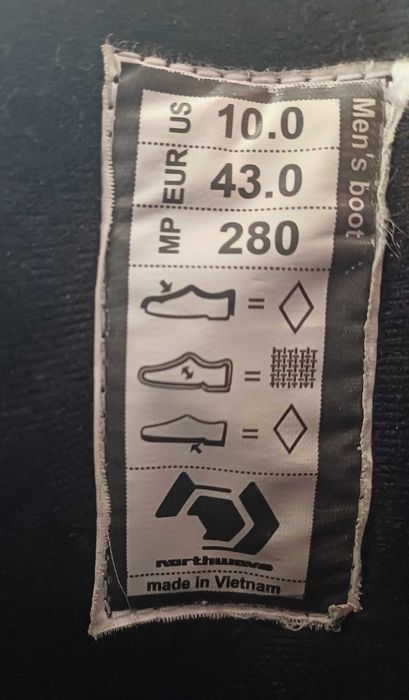 US 10.0
EUR 43.0
MP 280
Men's boot
=
=
=
northwave
made in Vietnam